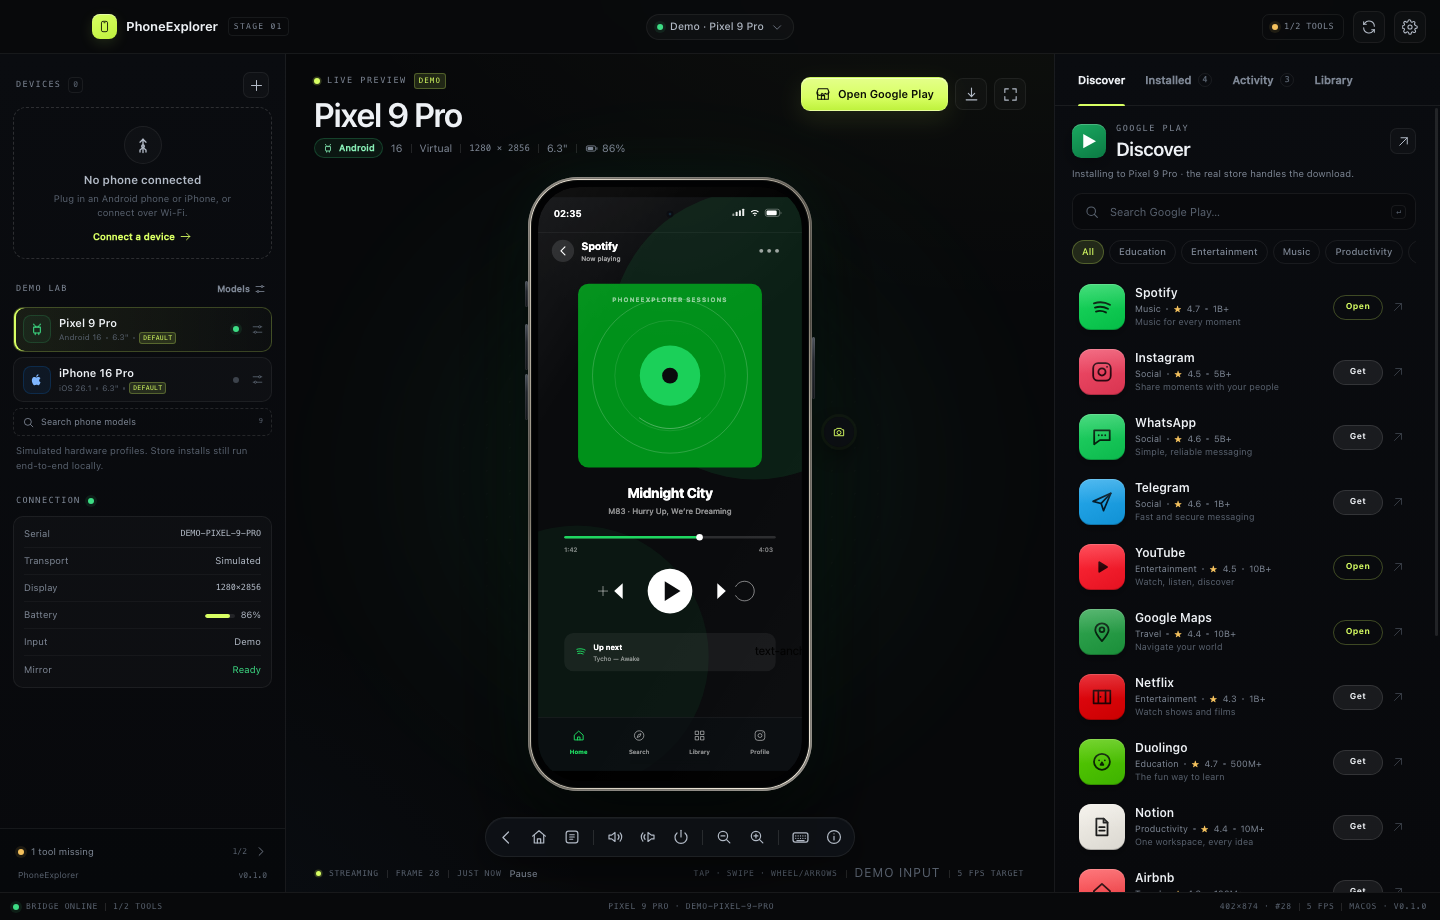 PhoneExplorer STAGE 01
Demo · Pixel 9 Pro
1/2 TOOLS
DEVICES 0
No phone connected
Plug in an Android phone or iPhone, or
connect over Wi-Fi.
Connect a device →
DEMO LAB Models
Pixel 9 Pro
Android 16 • 6.3" • DEFAULT
iPhone 16 Pro
iOS 26.1 • 6.3" • DEFAULT
Search phone models 9
Simulated hardware profiles. Store installs still run
end-to-end locally.
CONNECTION
Serial DEMO-PIXEL-9-PRO
Transport Simulated
Display 1280×2856
Battery 86%
Input Demo
Mirror Ready
1 tool missing 1/2
PhoneExplorer v0.1.0
LIVE PREVIEW DEMO
Pixel 9 Pro
Android 16 | Virtual | 1280 × 2856 | 6.3" | 86%
Open Google Play
02:35
Spotify
Now playing
PHONEEXPLORER SESSIONS
Midnight City
M83 · Hurry Up, We're Dreaming
1:42 4:03
Up next
Tycho — Awake
text-anch
Home Search Library Profile
STREAMING | FRAME 28 | JUST NOW Pause
TAP · SWIPE · WHEEL/ARROWS | DEMO INPUT | 5 FPS TARGET
Discover Installed 4 Activity 3 Library
GOOGLE PLAY
Discover
Installing to Pixel 9 Pro · the real store handles the download.
Search Google Play…
All Education Entertainment Music Productivity
Spotify
Music · ★ 4.7 · 1B+
Music for every moment
Open
Instagram
Social · ★ 4.5 · 5B+
Share moments with your people
Get
WhatsApp
Social · ★ 4.6 · 5B+
Simple, reliable messaging
Get
Telegram
Social · ★ 4.6 · 1B+
Fast and secure messaging
Get
YouTube
Entertainment · ★ 4.5 · 10B+
Watch, listen, discover
Open
Google Maps
Travel · ★ 4.4 · 10B+
Navigate your world
Open
Netflix
Entertainment · ★ 4.3 · 1B+
Watch shows and films
Get
Duolingo
Education · ★ 4.7 · 500M+
The fun way to learn
Get
Notion
Productivity · ★ 4.4 · 10M+
One workspace, every idea
Get
Airbnb
Get
BRIDGE ONLINE | 1/2 TOOLS
PIXEL 9 PRO · DEMO-PIXEL-9-PRO
402×874 · #28 | 5 FPS | MACOS · V0.1.0